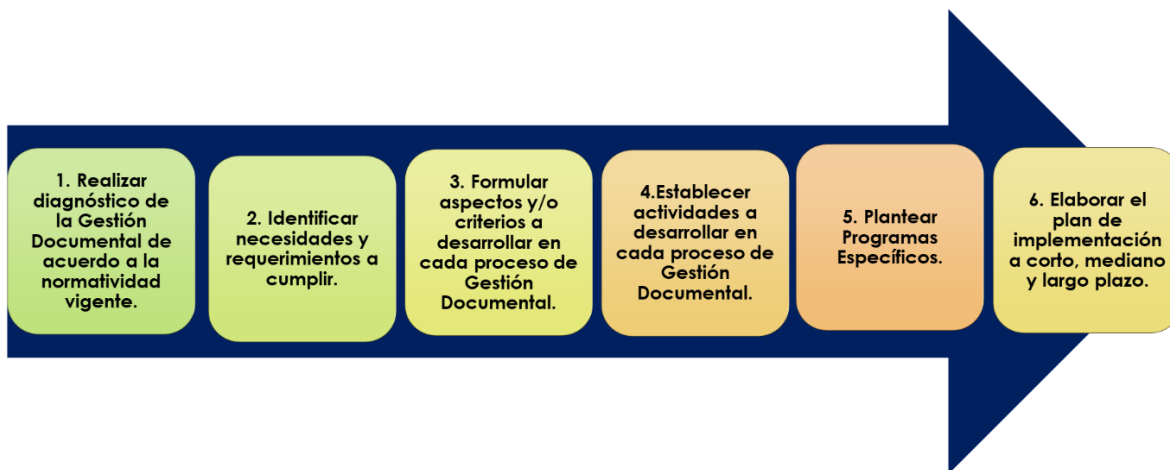 1. Realizar
diagnóstico de
la Gestión
Documental de
acuerdo a la
normatividad
vigente.
2. Identificar
necesidades y
requerimientos a
cumplir.
3. Formular
aspectos y/o
criterios a
desarrollar en
cada proceso de
Gestión
Documental.
4.Establecer
actividades a
desarrollar en
cada proceso de
Gestión
Documental.
5. Plantear
Programas
Específicos.
6. Elaborar el
plan de
implementación
a corto, mediano
y largo plazo.